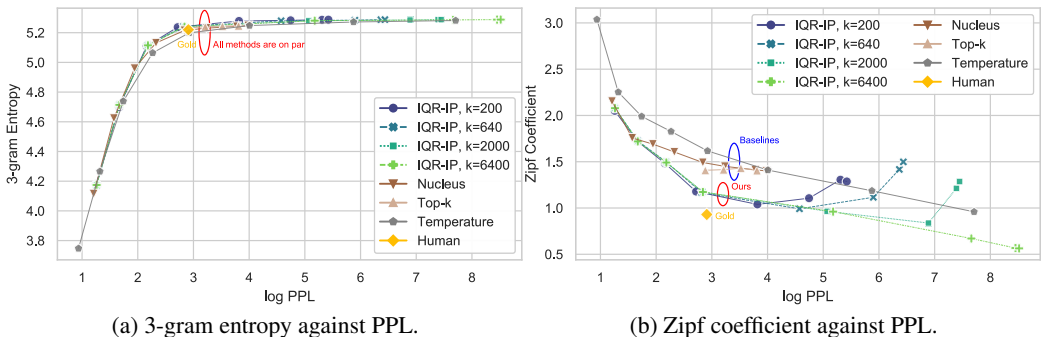 5.2
5.0
4.8
4.6
4.4
4.2
4.0
3.8
3-gram Entropy
Gold
All methods are on par
IQR-IP, k=200
IQR-IP, k=640
IQR-IP, k=2000
IQR-IP, k=6400
Nucleus
Top-k
Temperature
Human
1 2 3 4 5 6 7 8
log PPL
(a) 3-gram entropy against PPL.
3.0
2.5
2.0
1.5
1.0
0.5
Zipf Coefficient
IQR-IP, k=200
IQR-IP, k=640
IQR-IP, k=2000
IQR-IP, k=6400
Nucleus
Top-k
Temperature
Human
Baselines
Ours
Gold
1 2 3 4 5 6 7 8
log PPL
(b) Zipf coefficient against PPL.